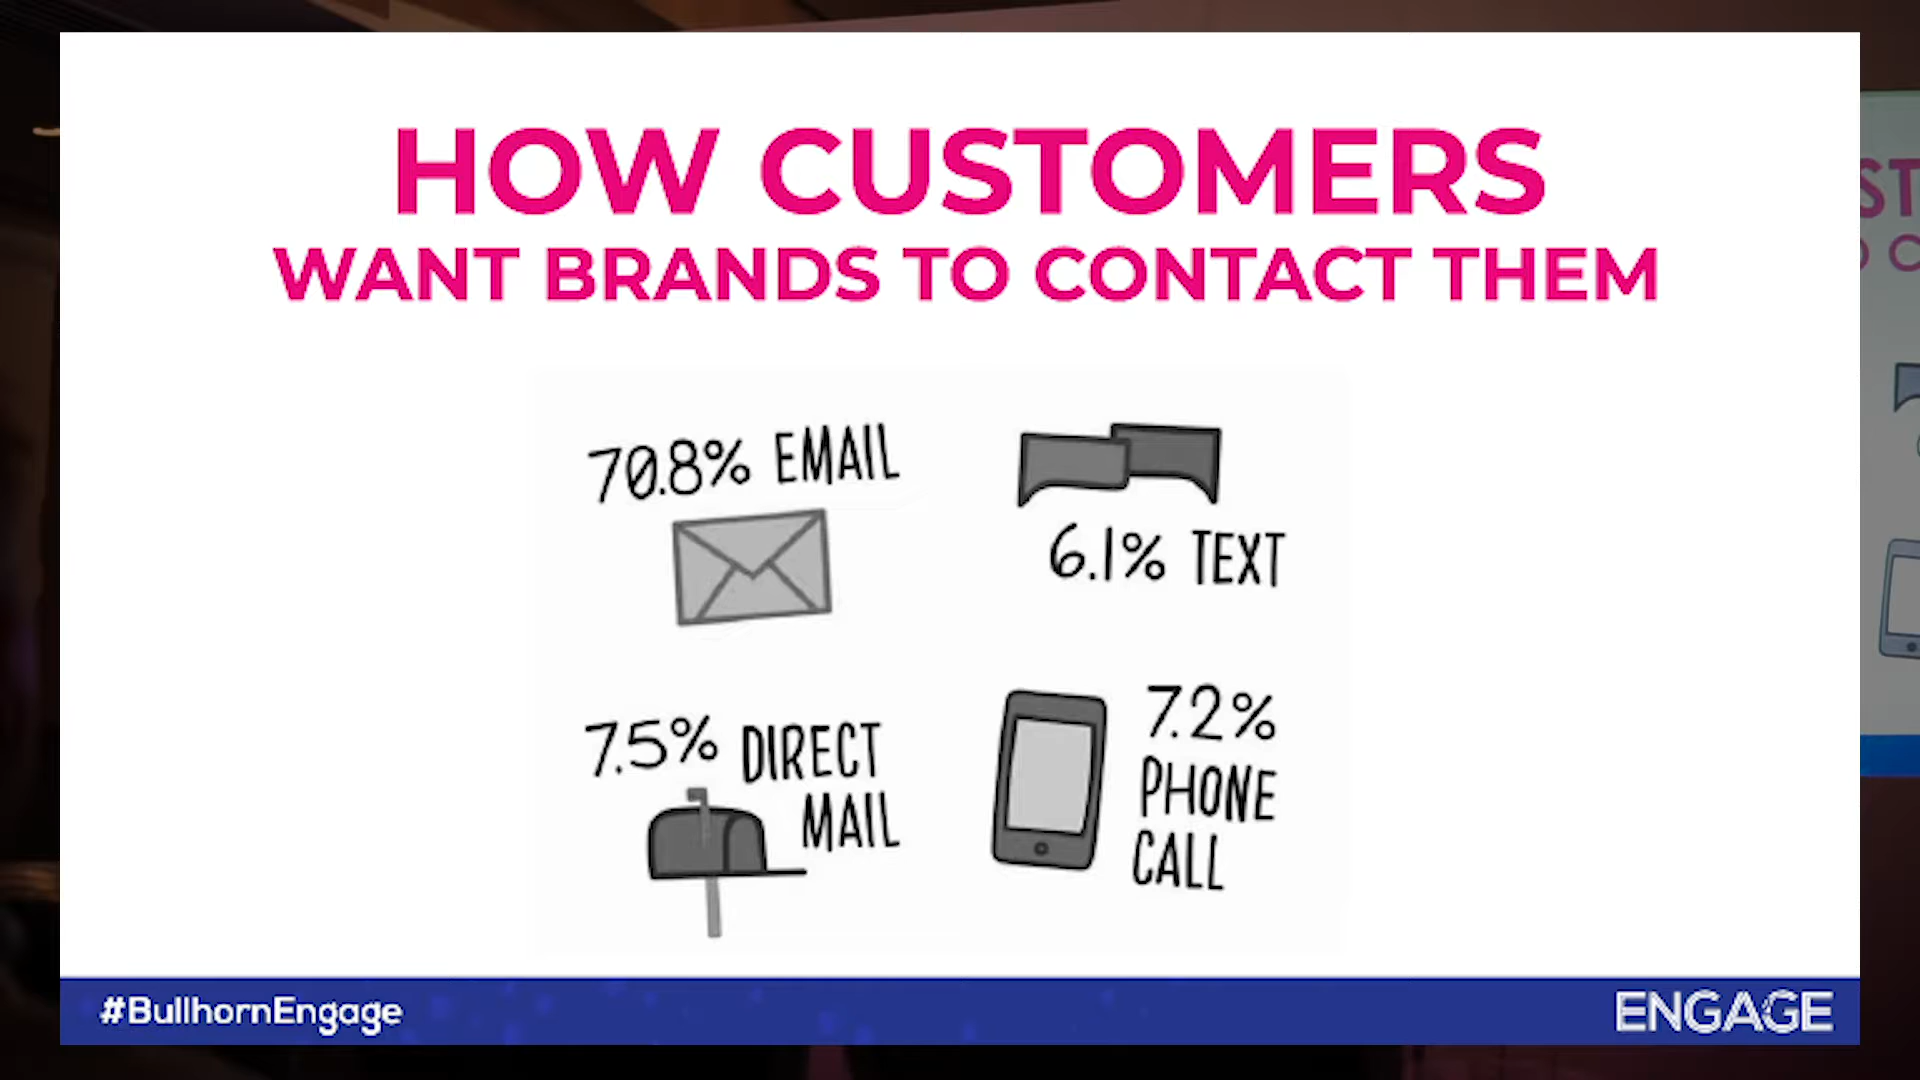 HOW CUSTOMERS
WANT BRANDS TO CONTACT THEM
70.8% EMAIL
6.1% TEXT
7.5% DIRECT
MAIL
7.2%
PHONE
CALL
#BullhornEngage
ENGAGE
ST